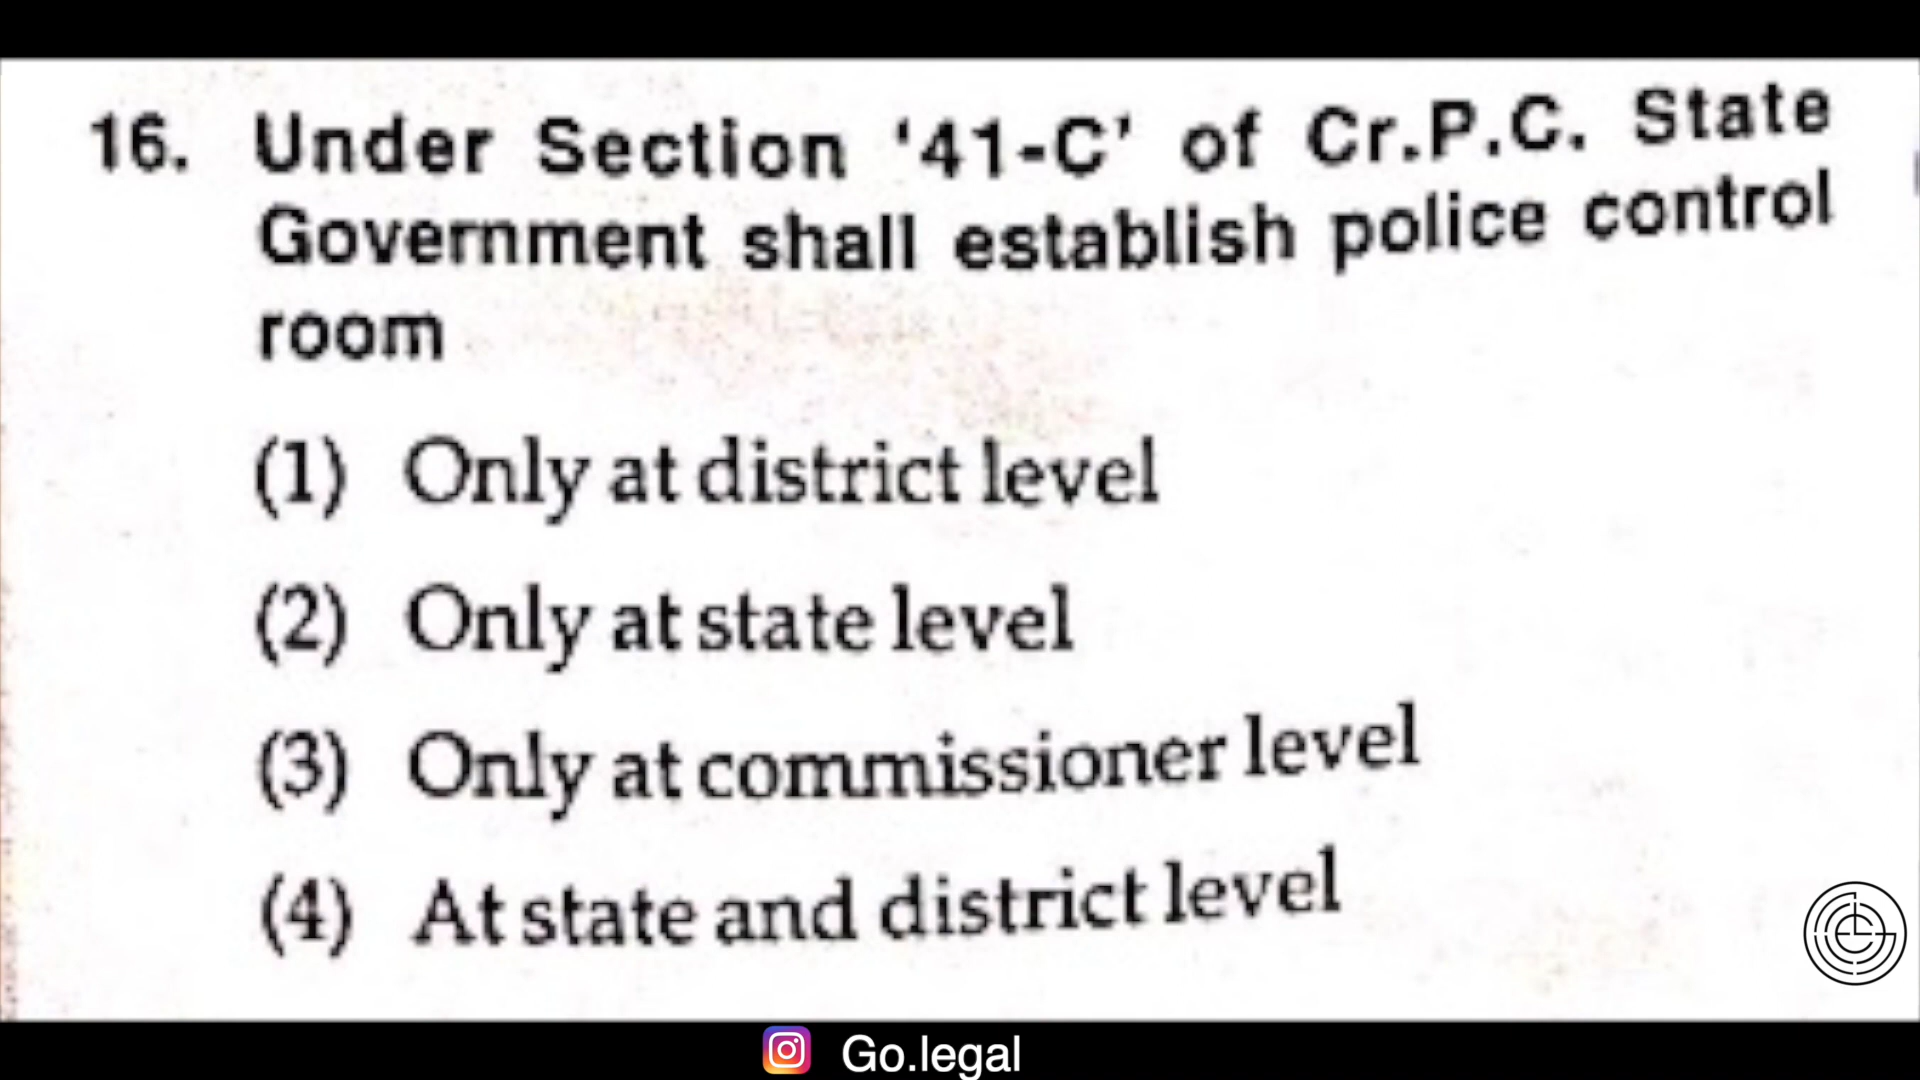 16. Under Section '41-C' of Cr.P.C. State
Government shall establish police control
room
(1) Only at district level
(2) Only at state level
(3) Only at commissioner level
(4) At state and district level
Go.legal